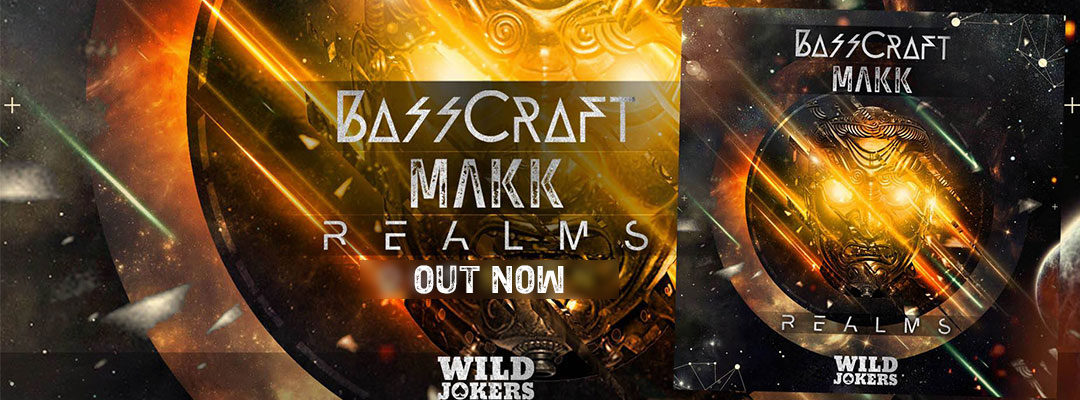 BASSCRAFT
MAKK
REALMS
OUT NOW
WILD
JOKERS
BASSCRAFT
MAKK
REALMS
WILD
JOKERS